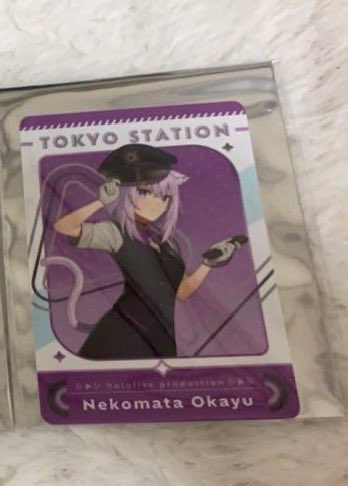 TOKYO STATION
hololive production
Nekomata Okayu